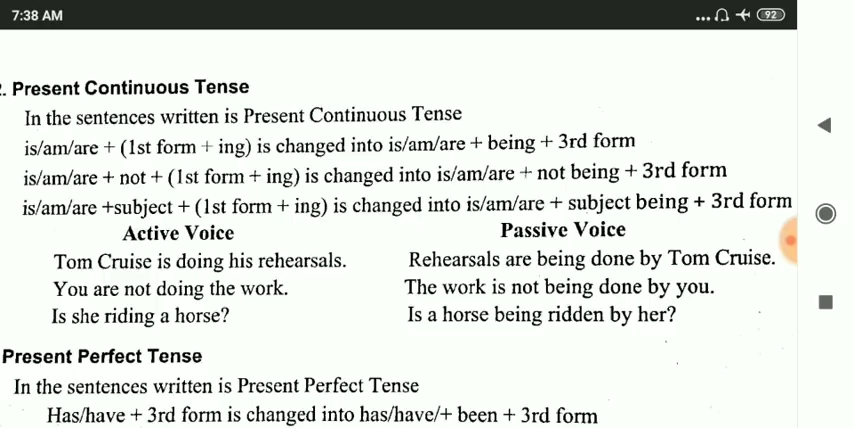 7:38 AM
92
2. Present Continuous Tense
In the sentences written is Present Continuous Tense
is/am/are + (1st form + ing) is changed into is/am/are + being + 3rd form
is/am/are + not + (1st form + ing) is changed into is/am/are + not being + 3rd form
is/am/are +subject + (1st form + ing) is changed into is/am/are + subject being + 3rd form
Active Voice Passive Voice
Tom Cruise is doing his rehearsals. Rehearsals are being done by Tom Cruise.
You are not doing the work. The work is not being done by you.
Is she riding a horse? Is a horse being ridden by her?
Present Perfect Tense
In the sentences written is Present Perfect Tense
Has/have + 3rd form is changed into has/have/+ been + 3rd form